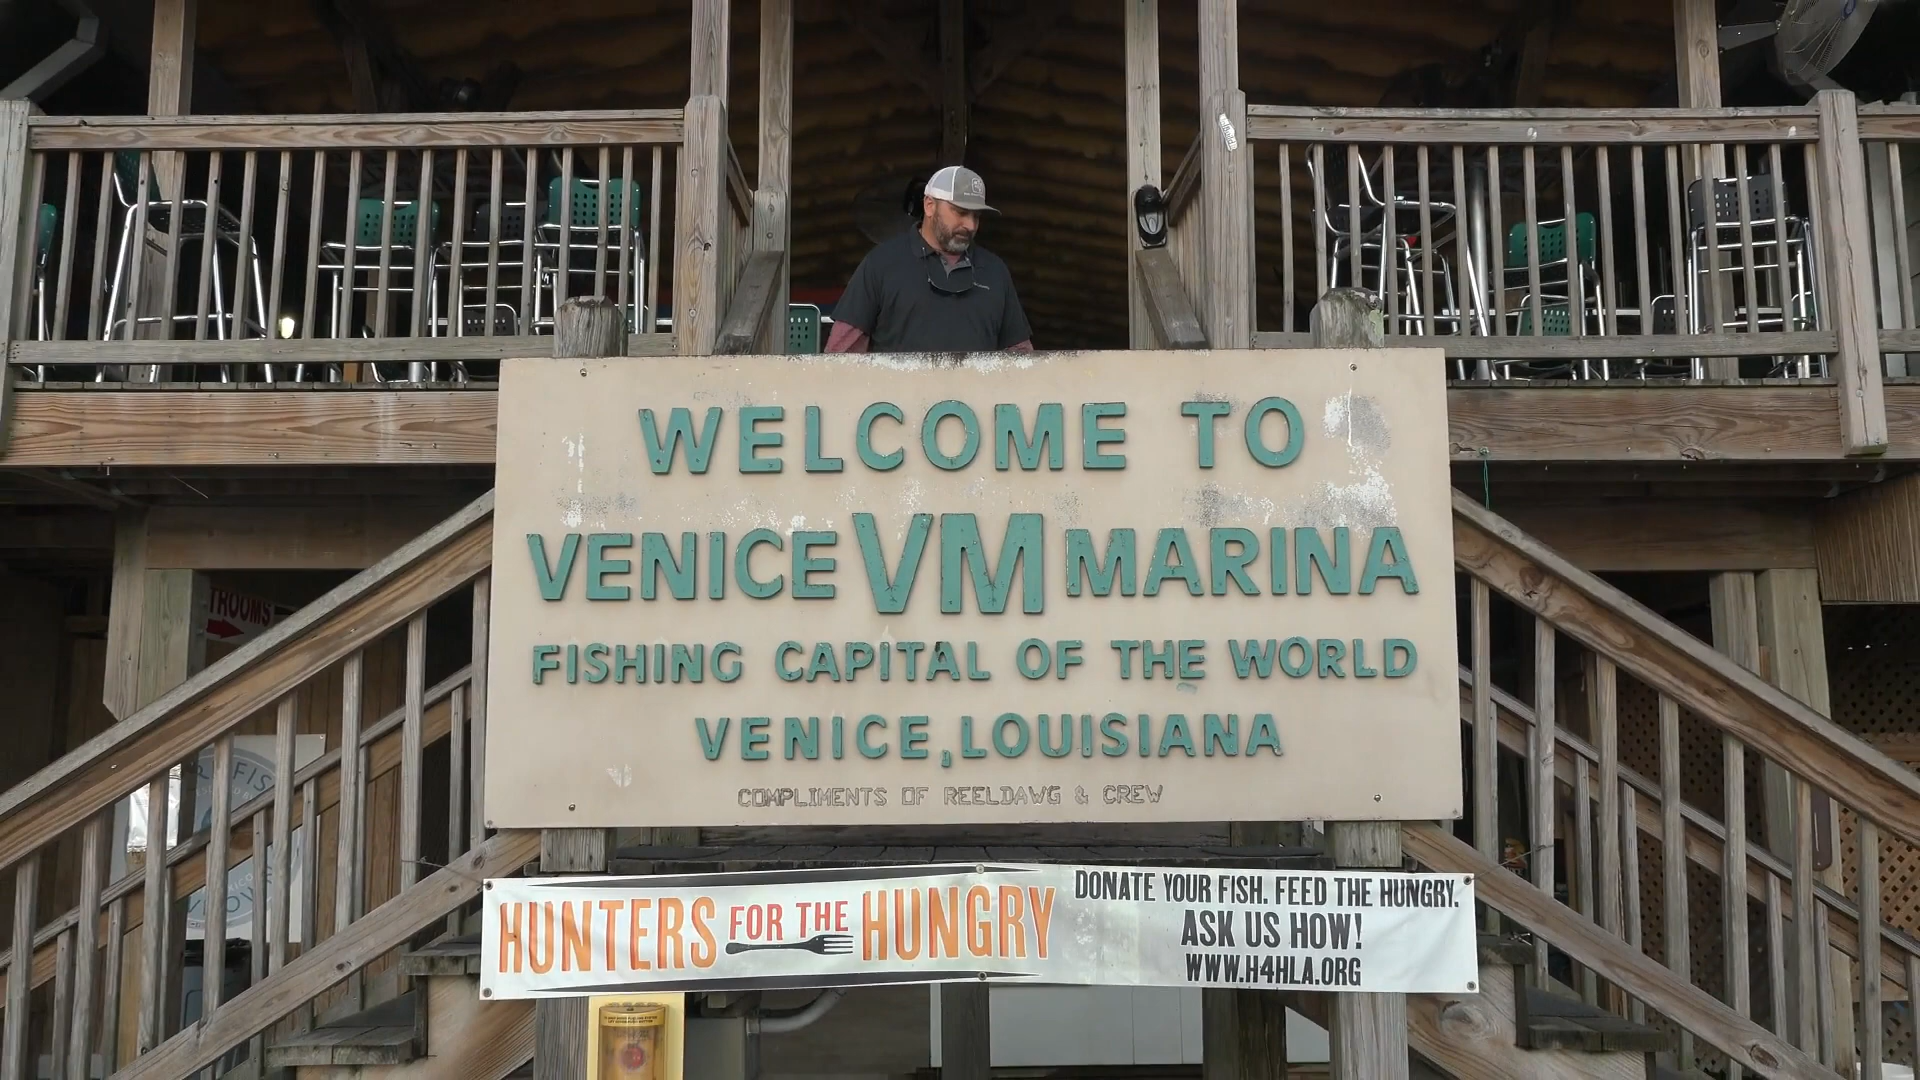 WELCOME TO
VENICE VM MARINA
FISHING CAPITAL OF THE WORLD
VENICE, LOUISIANA
COMPLIMENTS OF REELDAWG & CREW
TROOMS
HUNTERS FOR THE HUNGRY
DONATE YOUR FISH. FEED THE HUNGRY.
ASK US HOW!
WWW.H4HLA.ORG